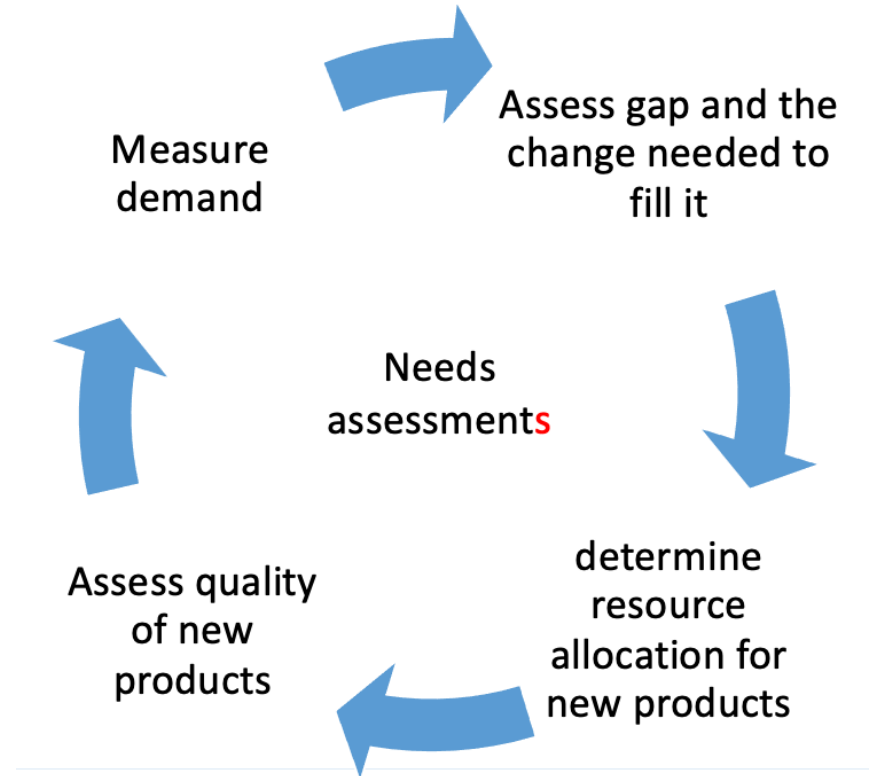 Measure
demand
Assess gap and the
change needed to
fill it
Needs
assessments
determine
resource
allocation for
new products
Assess quality
of new
products